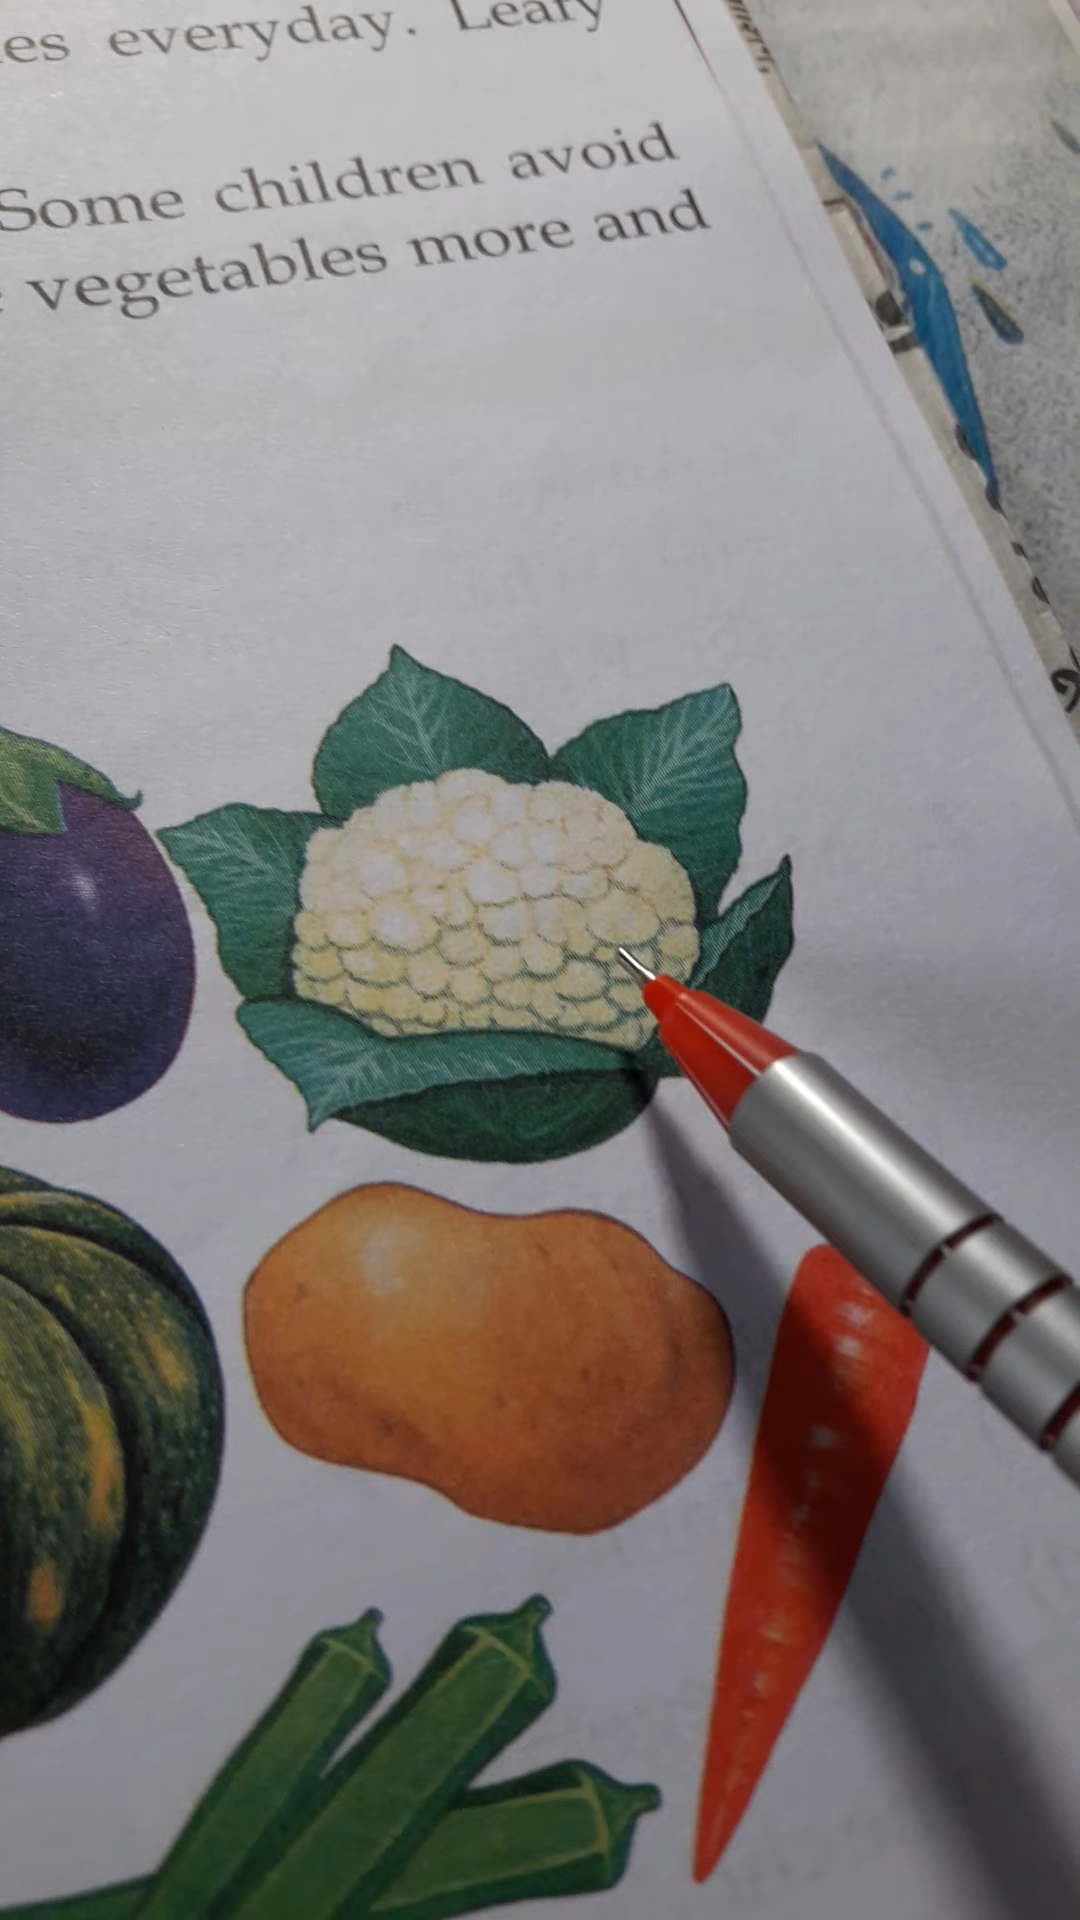 es everyday. Leafy
Some children avoid
vegetables more and